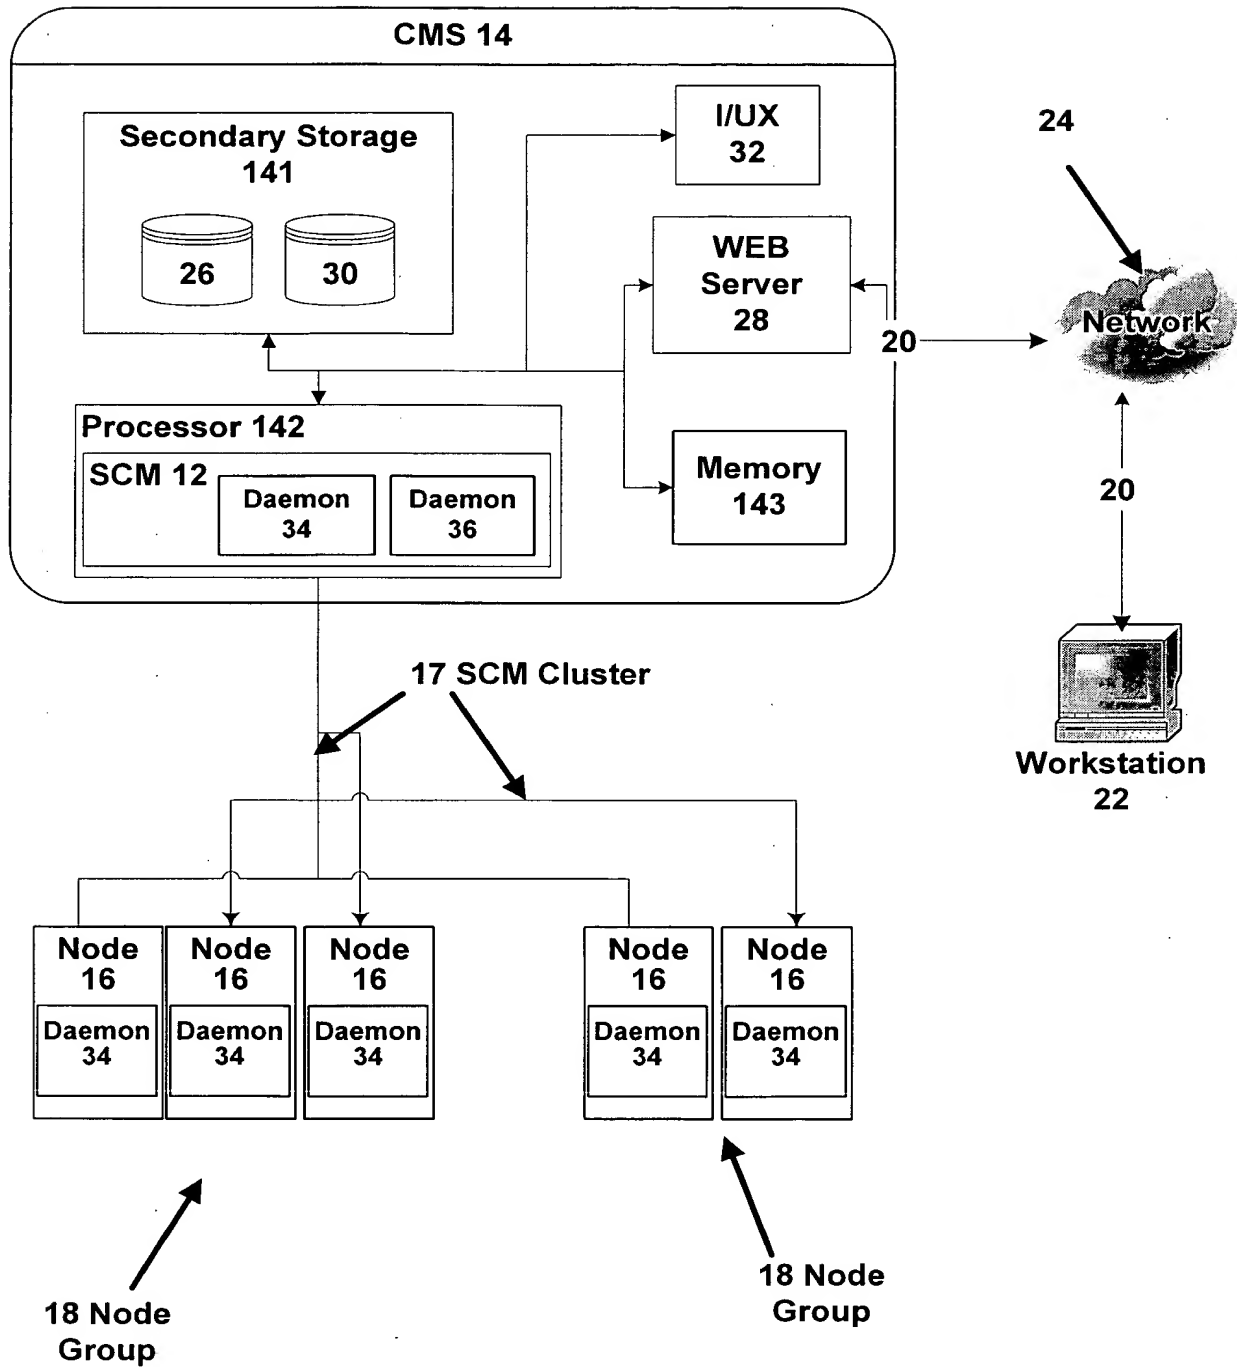 CMS 14
Secondary Storage
141
26
30
I/UX
32
WEB
Server
28
20
24
Network
Processor 142
SCM 12
Daemon
34
Daemon
36
Memory
143
20
Workstation
22
17 SCM Cluster
Node
16
Daemon
34
Node
16
Daemon
34
Node
16
Daemon
34
Node
16
Daemon
34
Node
16
Daemon
34
18 Node
Group
18 Node
Group